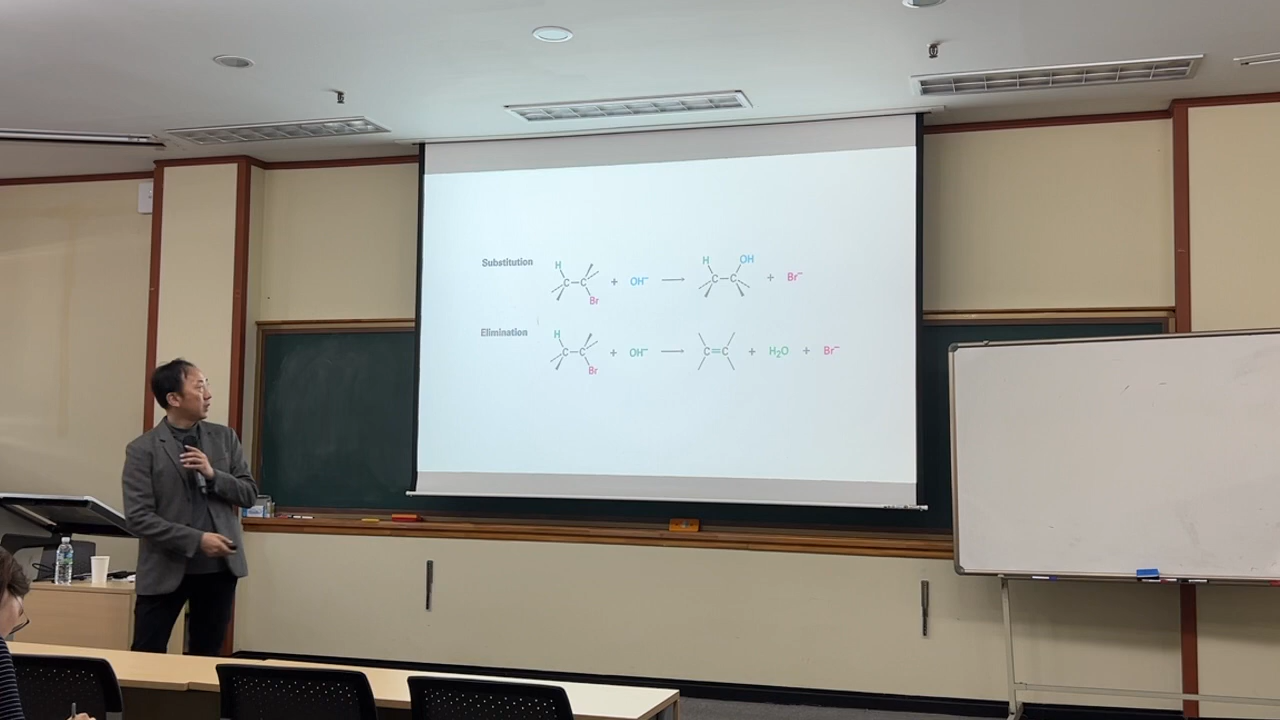 Substitution
H
C–C
Br
+ OH⁻ ⟶
H OH
C–C
+ Br⁻
Elimination
H
C–C
Br
+ OH⁻ ⟶
C=C
+ H₂O + Br⁻